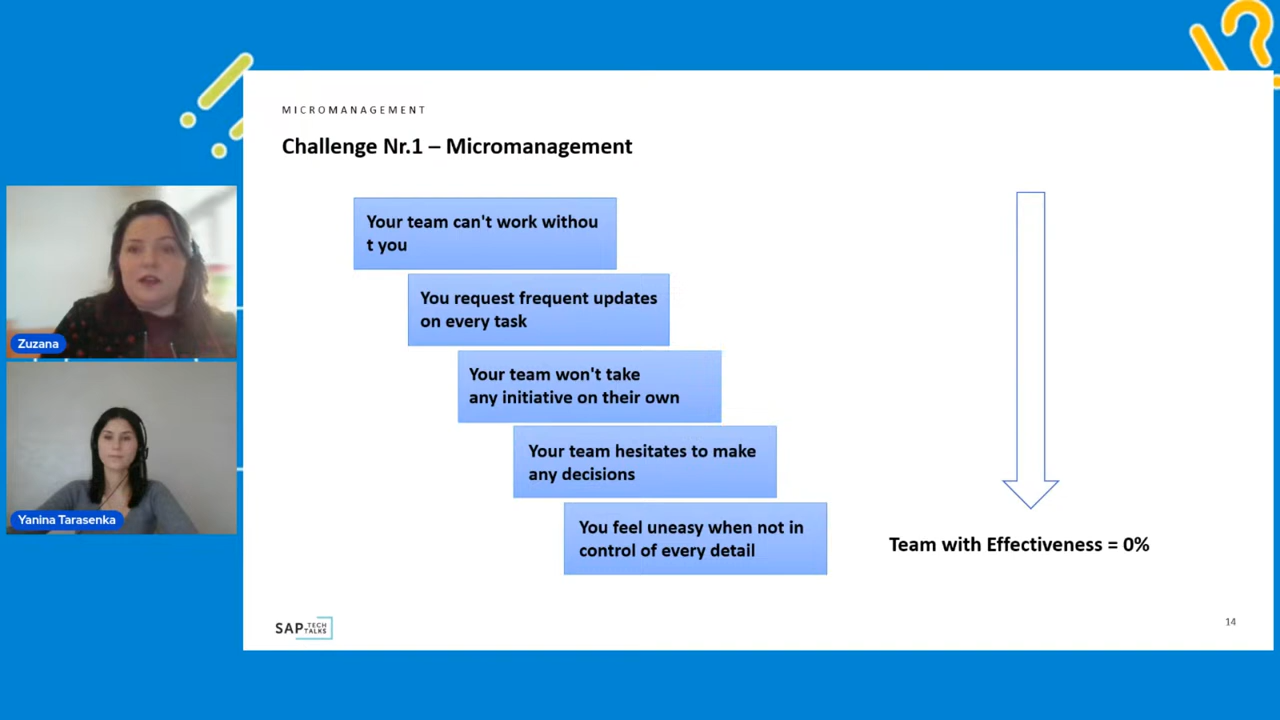 MICROMANAGEMENT
Challenge Nr.1 – Micromanagement
Your team can't work withou
t you
You request frequent updates
on every task
Your team won't take
any initiative on their own
Your team hesitates to make
any decisions
You feel uneasy when not in
control of every detail
Team with Effectiveness = 0%
Zuzana
Yanina Tarasenka
SAP TECH
TALKS
14